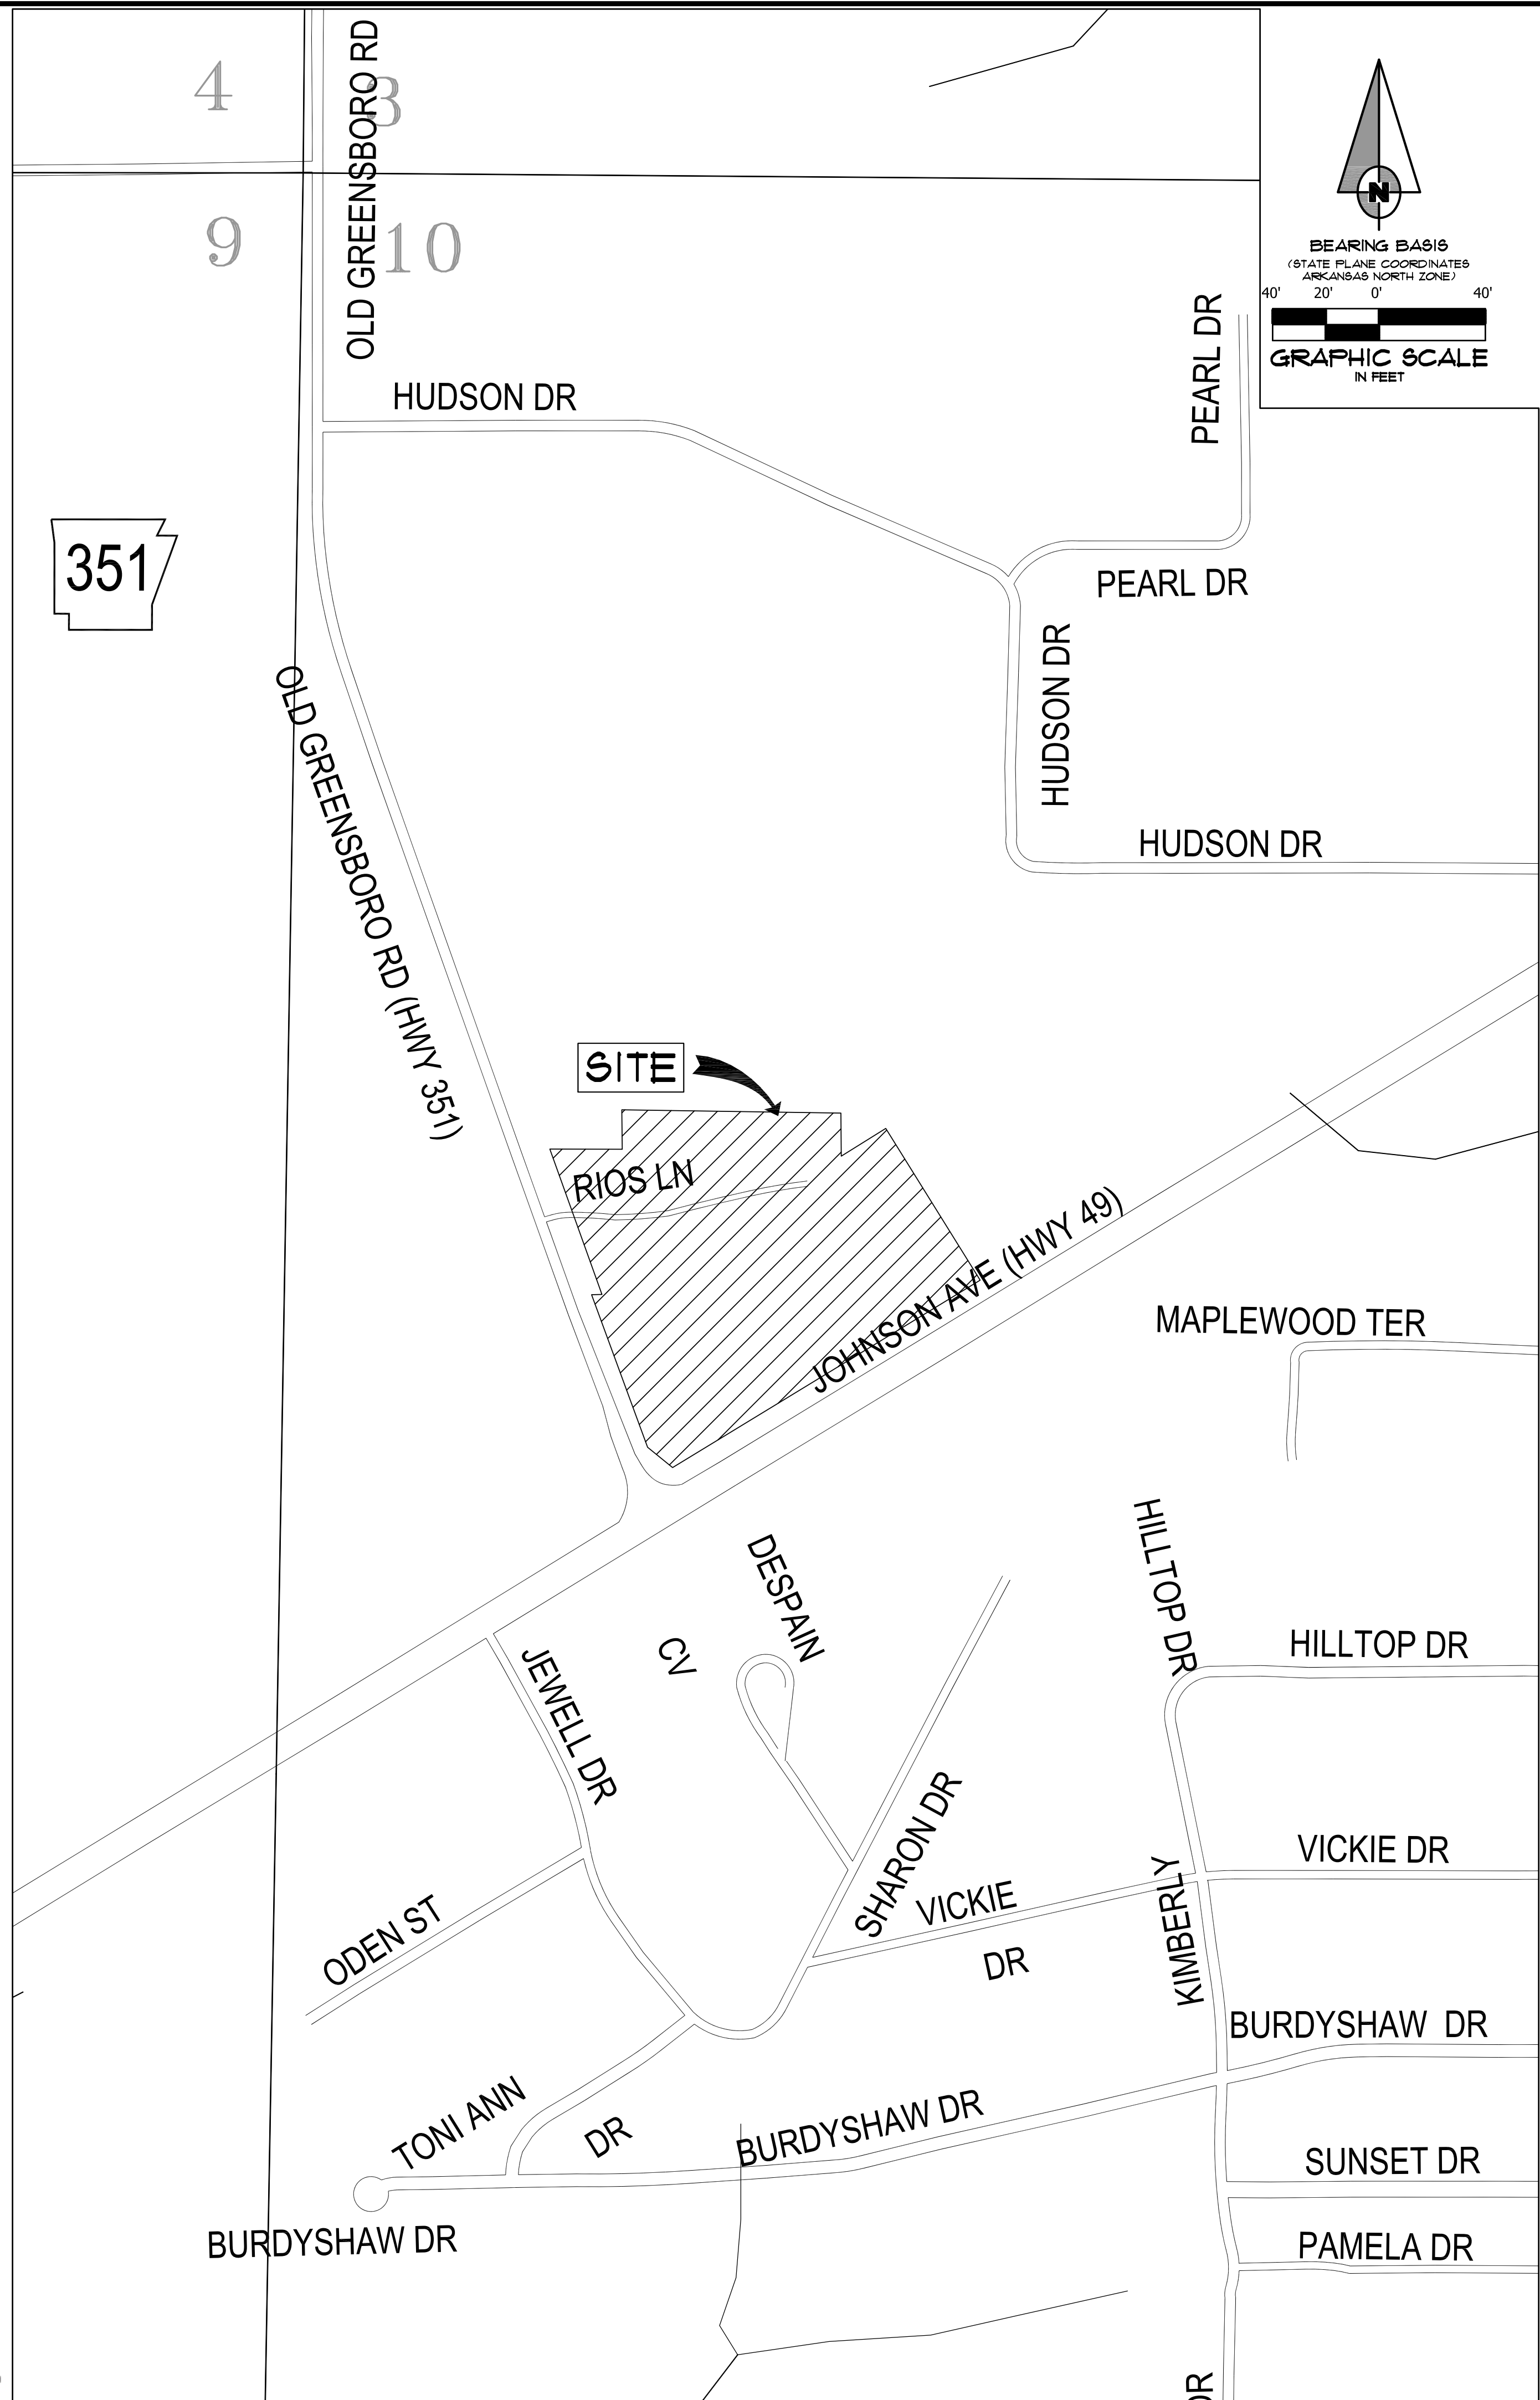 OLD GREENSBORO RD
4
3
9
10
N
BEARING BASIS
(STATE PLANE COORDINATES
ARKANSAS NORTH ZONE)
40' 20' 0' 40'
GRAPHIC SCALE
IN FEET
PEARL DR
HUDSON DR
351
PEARL DR
HUDSON DR
OLD GREENSBORO RD (HWY 351)
HUDSON DR
SITE
RIOS LN
JOHNSON AVE (HWY 49)
MAPLEWOOD TER
HILLTOP DR
DESPAIN
CV
HILLTOP DR
JEWELL DR
SHARON DR
VICKIE DR
VICKIE
DR
KIMBERLY
ODEN ST
BURDYSHAW DR
TONI ANN
DR
BURDYSHAW DR
SUNSET DR
BURDYSHAW DR
PAMELA DR
DR